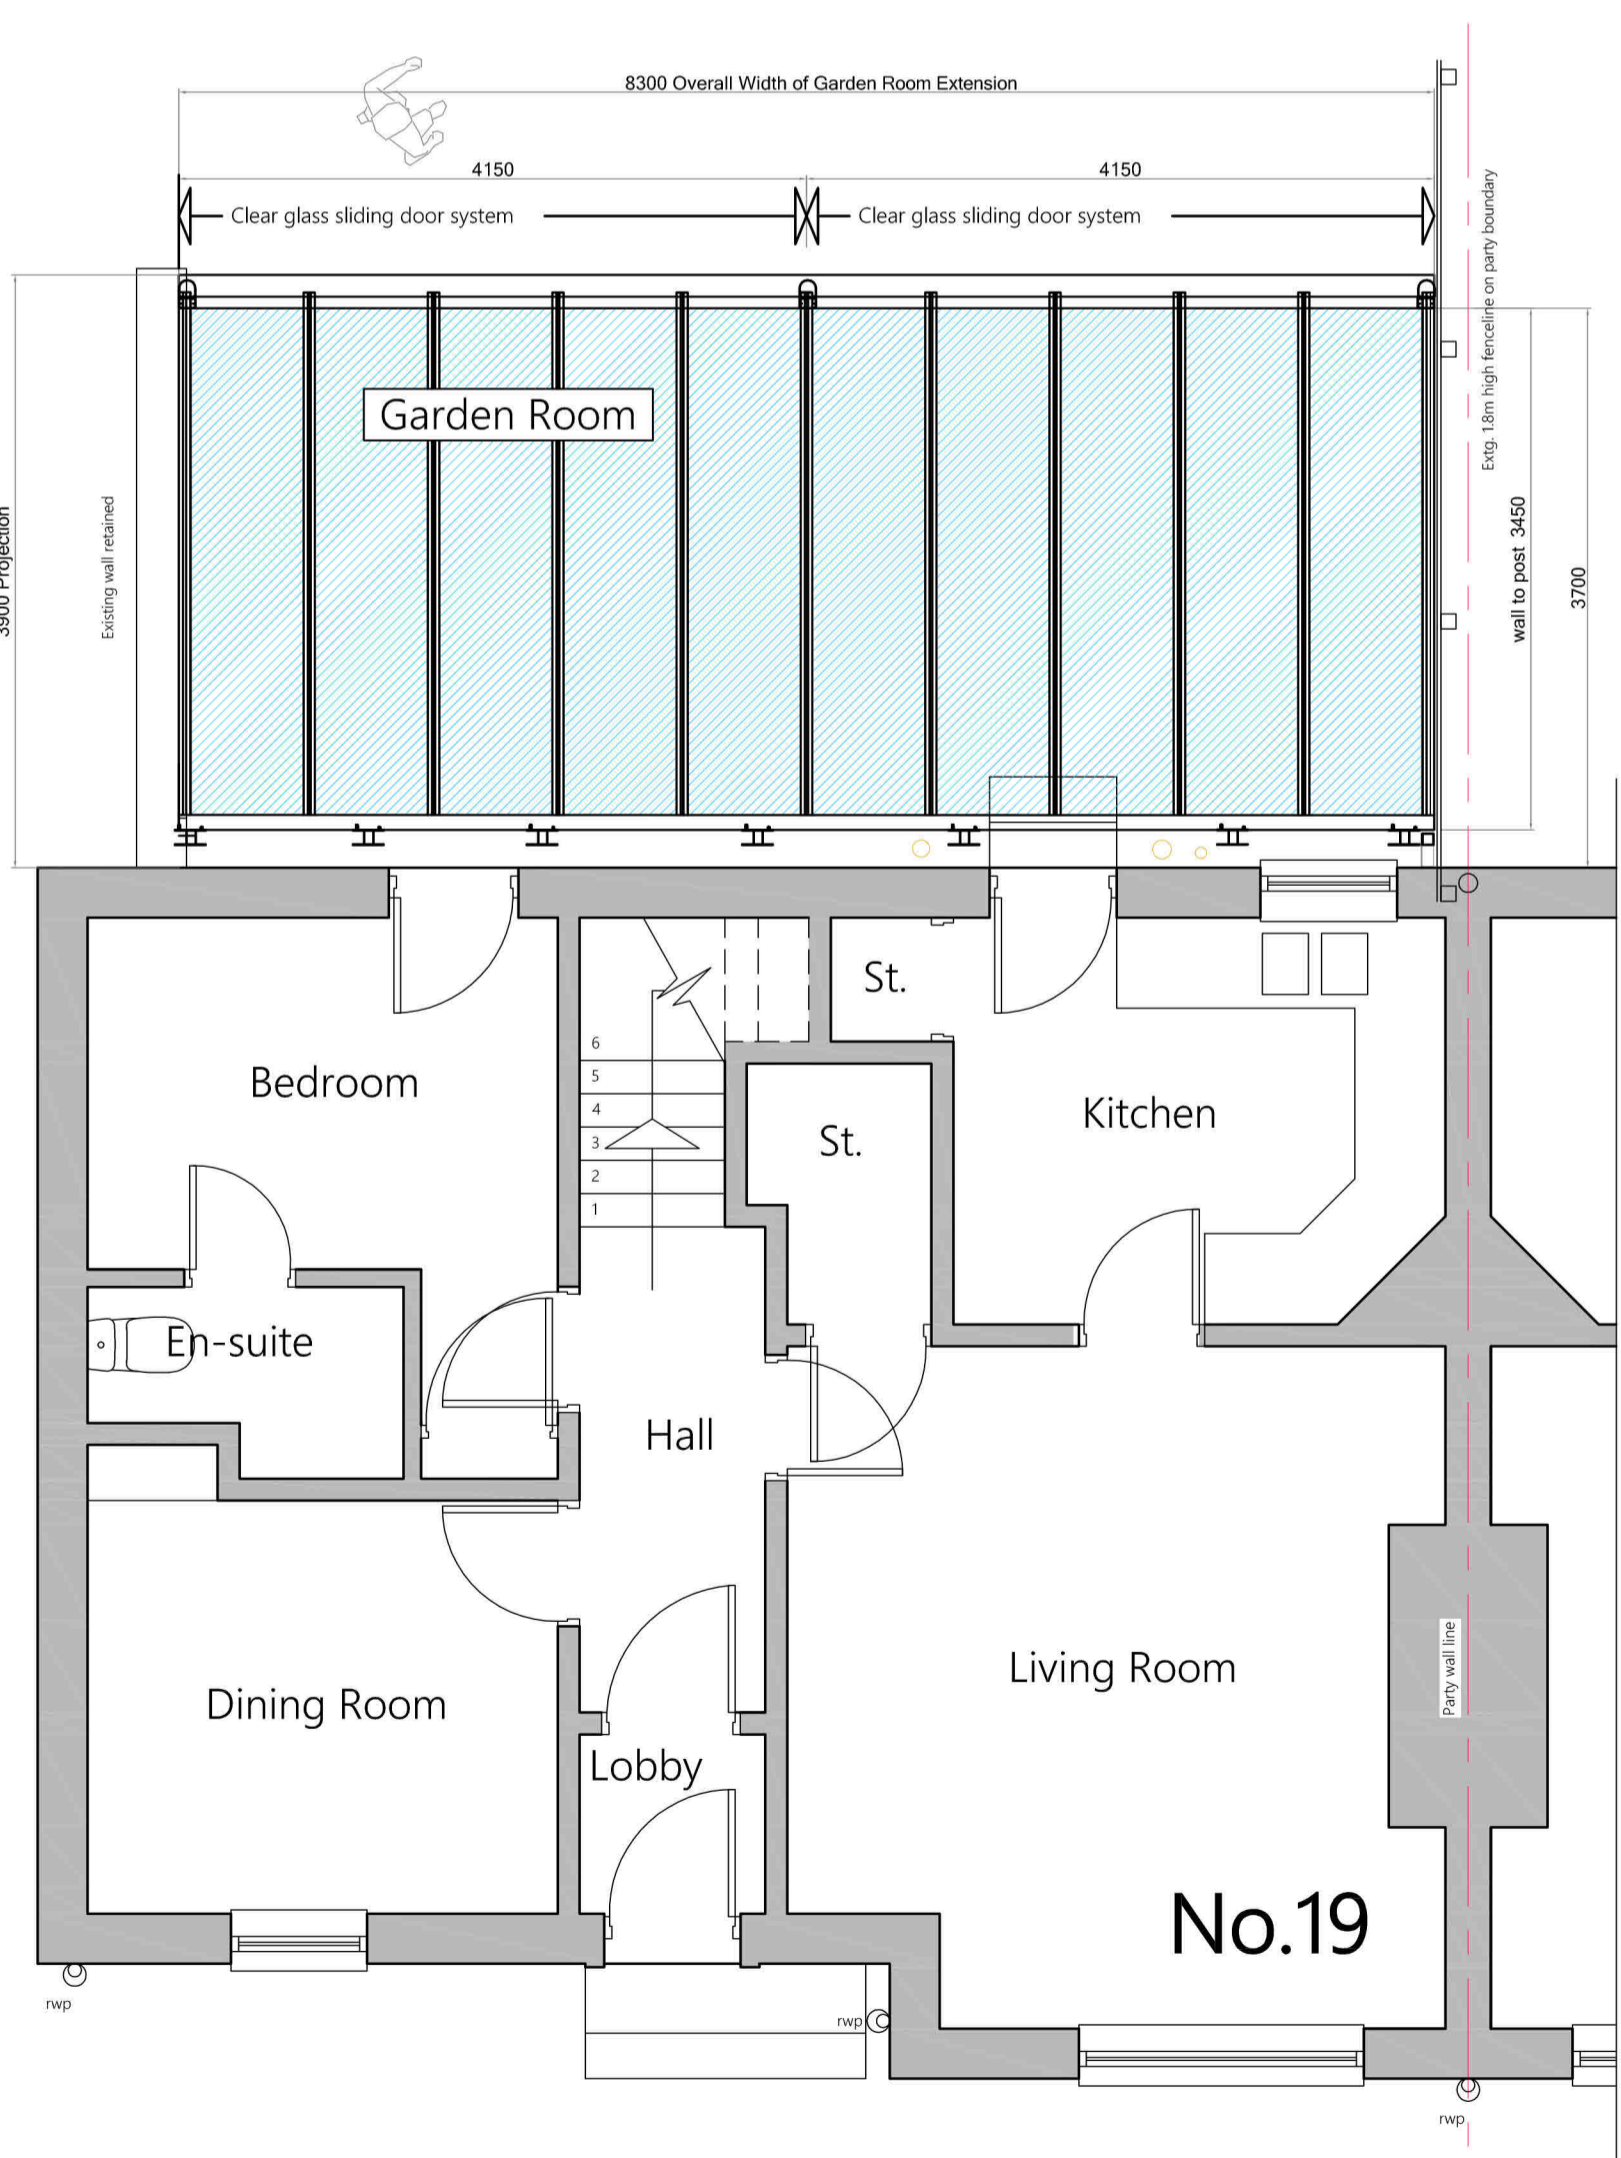 8300 Overall Width of Garden Room Extension
4150
4150
Clear glass sliding door system
Clear glass sliding door system
Extg. 1.8m high fenceline on party boundary
Garden Room
3900 Projection
Existing wall retained
wall to post 3450
3700
St.
6
5
4
3
2
1
Bedroom
St.
Kitchen
En-suite
Hall
Living Room
Party wall line
Dining Room
Lobby
No.19
rwp
rwp
rwp